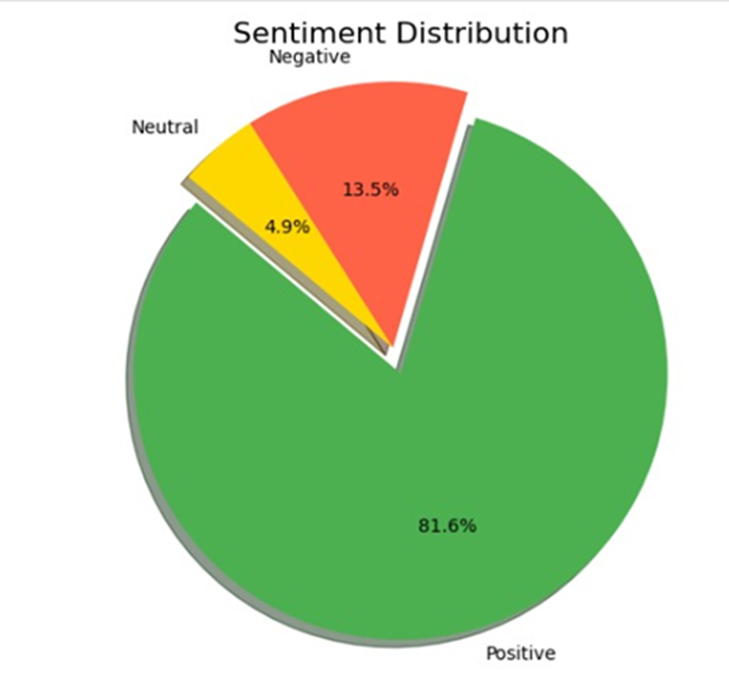 Sentiment Distribution
Negative
Neutral
13.5%
4.9%
81.6%
Positive